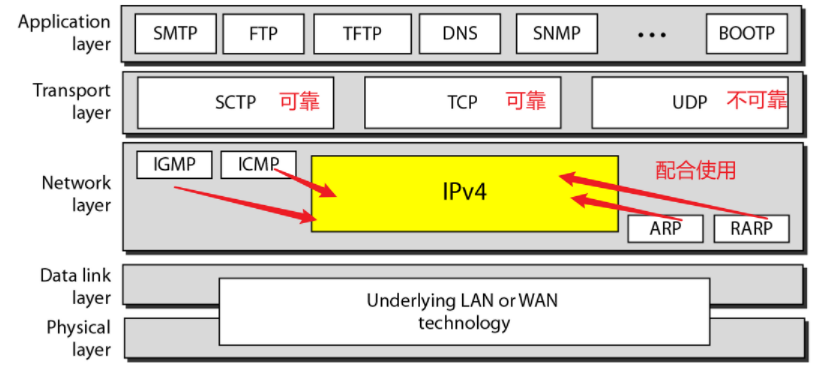 Application
layer
SMTP FTP TFTP DNS SNMP ••• BOOTP
Transport
layer
SCTP 可靠 TCP 可靠 UDP 不可靠
Network
layer
IGMP ICMP
IPv4
配合使用
ARP RARP
Data link
layer
Physical
layer
Underlying LAN or WAN
technology